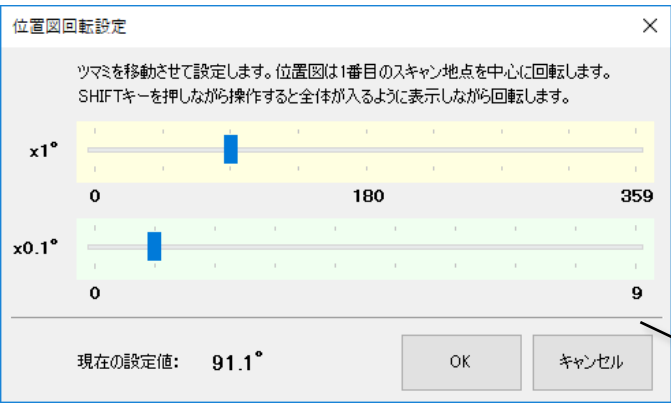 位置図回転設定
ツマミを移動させて設定します。位置図は1番目のスキャン地点を中心に回転します。
SHIFTキーを押しながら操作すると全体が入るように表示しながら回転します。
x1°
0 180 359
x0.1°
0 9
現在の設定値: 91.1° OK キャンセル